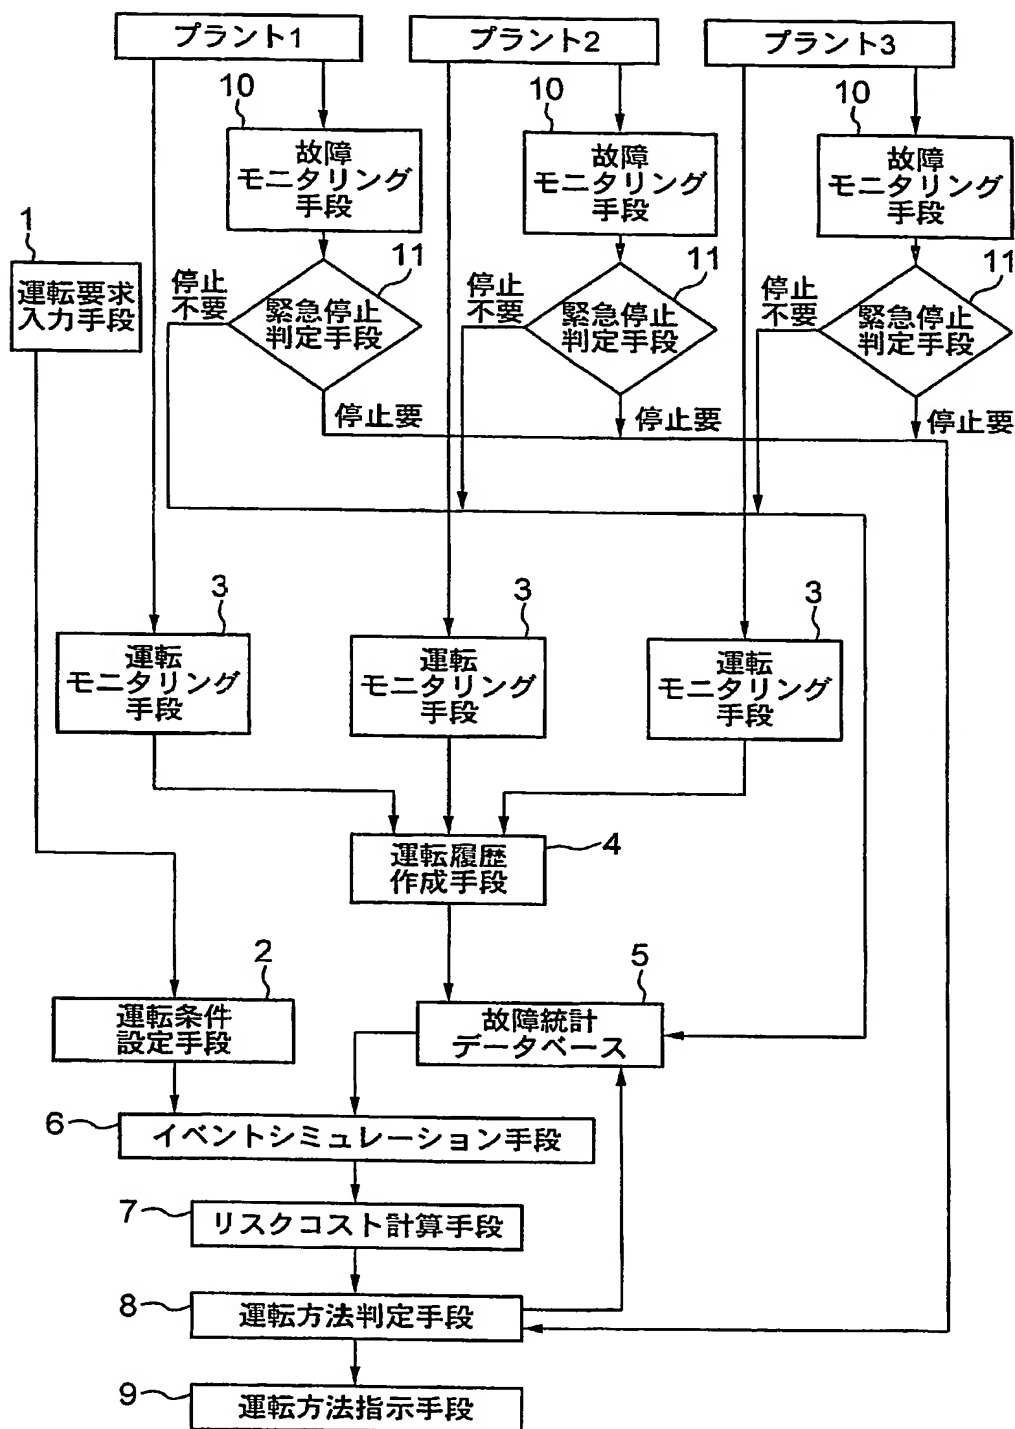 プラント1
プラント2
プラント3
10
10
10
故障
モニタリング
手段
故障
モニタリング
手段
故障
モニタリング
手段
1
運転要求
入力手段
11
11
11
停止
不要
緊急停止
判定手段
停止
不要
緊急停止
判定手段
停止
不要
緊急停止
判定手段
停止要
停止要
停止要
3
3
3
運転
モニタリング
手段
運転
モニタリング
手段
運転
モニタリング
手段
運転履歴
作成手段
4
2
運転条件
設定手段
5
故障統計
データベース
6
イベントシミュレーション手段
7
リスクコスト計算手段
8
運転方法判定手段
9
運転方法指示手段